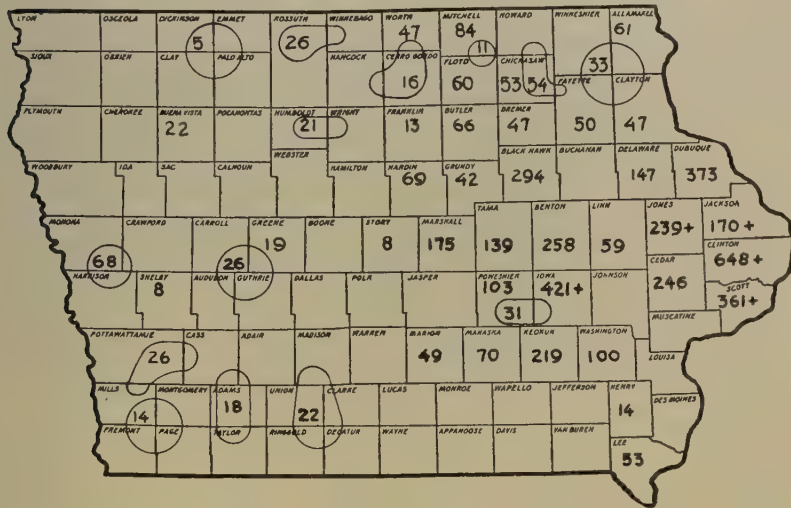 LYON OSCEOLA DICKINSON EMMET KOSSUTH WINNEBAGO WORTH MITCHELL HOWARD WINNESHIEK ALLAMAKEE
5 26 47 84 11 61
SIOUX OBRIEN CLAY PALO ALTO HANCOCK CERRO GORDO FLOYD CHICKASAW FAYETTE CLAYTON
16 60 53 54 33
PLYMOUTH CHEROKEE BUENA VISTA POCAHONTAS HUMBOLDT WRIGHT FRANKLIN BUTLER BREMER
22 21 13 66 47 50 47
WOODBURY IDA SAC CALHOUN WEBSTER HAMILTON HARDIN GRUNDY BLACK HAWK BUCHANAN DELAWARE DUBUQUE
69 42 294 147 373
MONONA CRAWFORD CARROLL GREENE BOONE STORY MARSHALL TAMA BENTON LINN JONES JACKSON
19 8 175 139 258 59 239+ 170+
CLINTON
648+
HARRISON SHELBY AUDUBON GUTHRIE DALLAS POLK JASPER POWESHIEK IOWA JOHNSON CEDAR SCOTT
68 8 26 103 421+ 246 361+
31
MUSCATINE
POTTAWATTAMIE CASS ADAIR MADISON WARREN MARION MAHASKA KEOKUK WASHINGTON LOUISA
26 49 70 219 100
MILLS MONTGOMERY ADAMS UNION CLARKE LUCAS MONROE WAPELLO JEFFERSON HENRY DES MOINES
14 18 22 14
FREMONT PAGE TAYLOR RINGGOLD DECATUR WAYNE APPANOOSE DAVIS VAN BUREN LEE
53